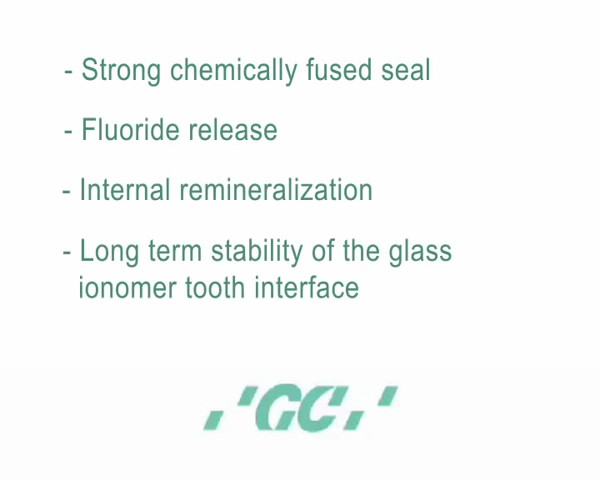 - Strong chemically fused seal
- Fluoride release
- Internal remineralization
- Long term stability of the glass
ionomer tooth interface
GC